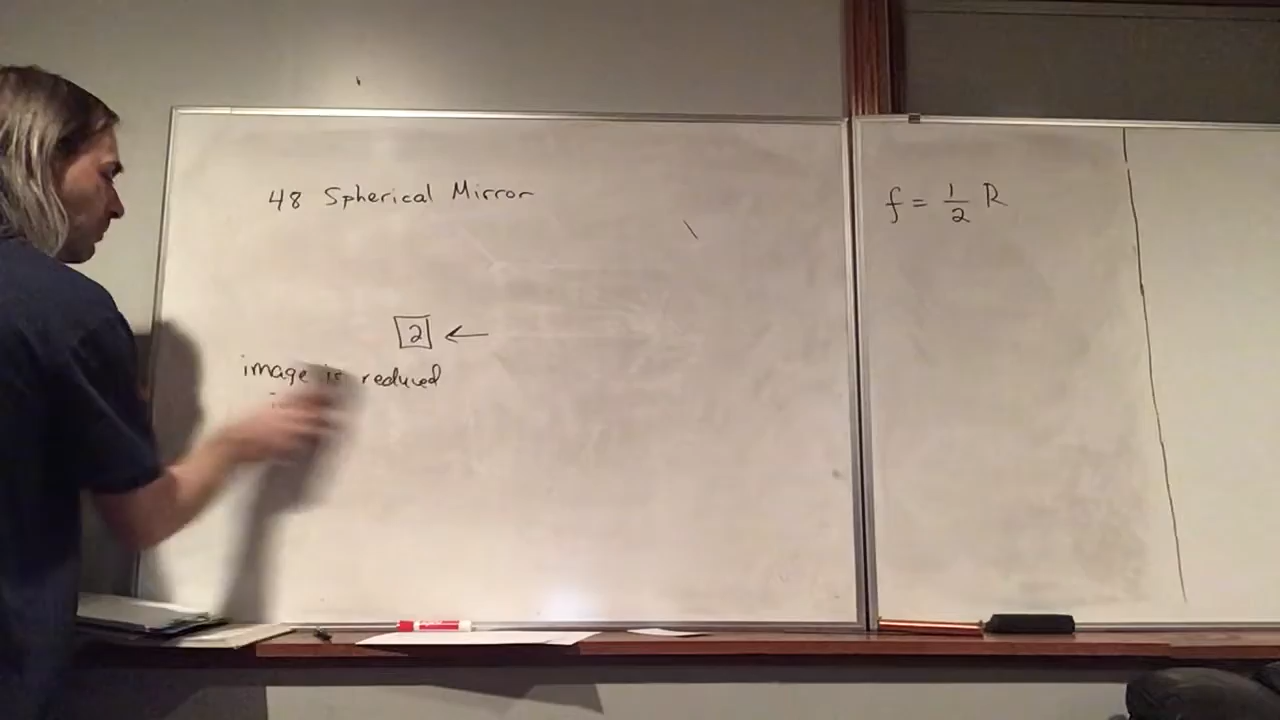 48 Spherical Mirror
2 ←
image is reduced
f = 1/2 R